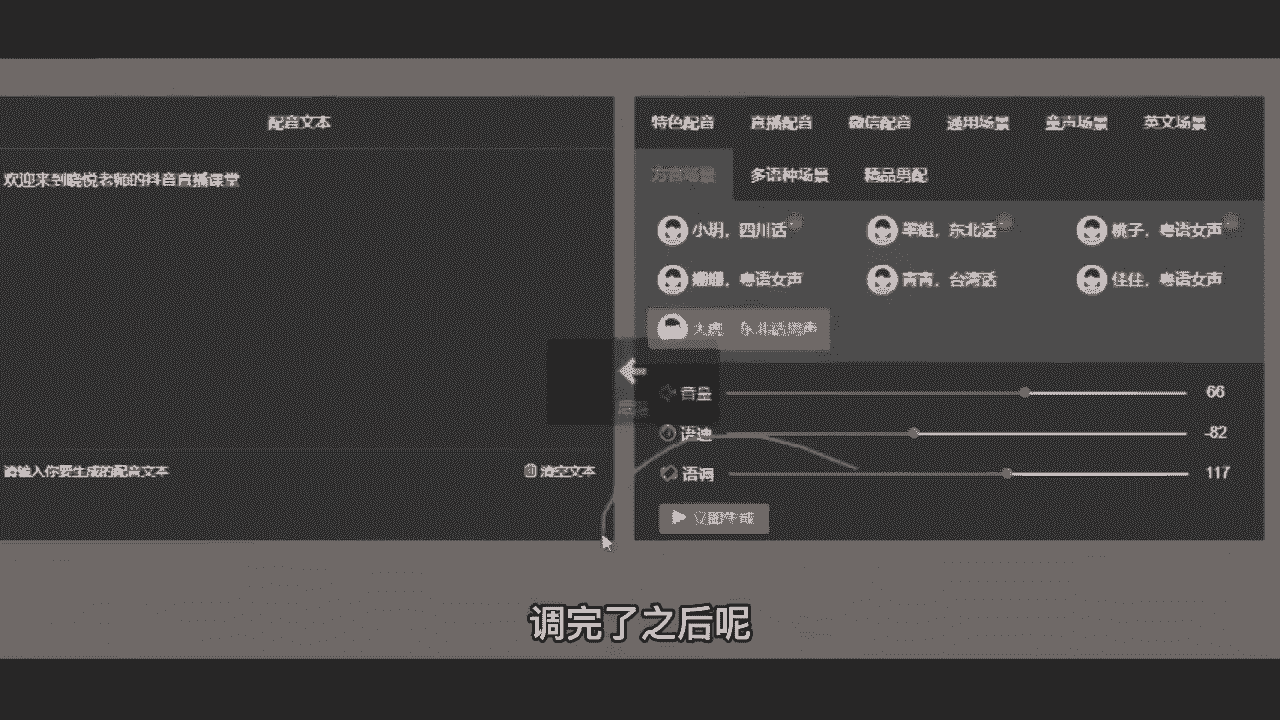 配音文本
欢迎来到晓悦老师的抖音直播课堂
请输入你要生成的配音文本
清空文本
特色配音 直播配音 微信配音 通用场景 童声场景 英文场景
方言场景 多语种场景 精品男配
小玥，四川话 翠姐，东北话 桃子，粤语女声
姗姗，粤语女声 青青，台湾话 佳佳，粤语女声
大虎 东北话男声
音量 66
语速 -82
语调 117
立即生成
调完了之后呢